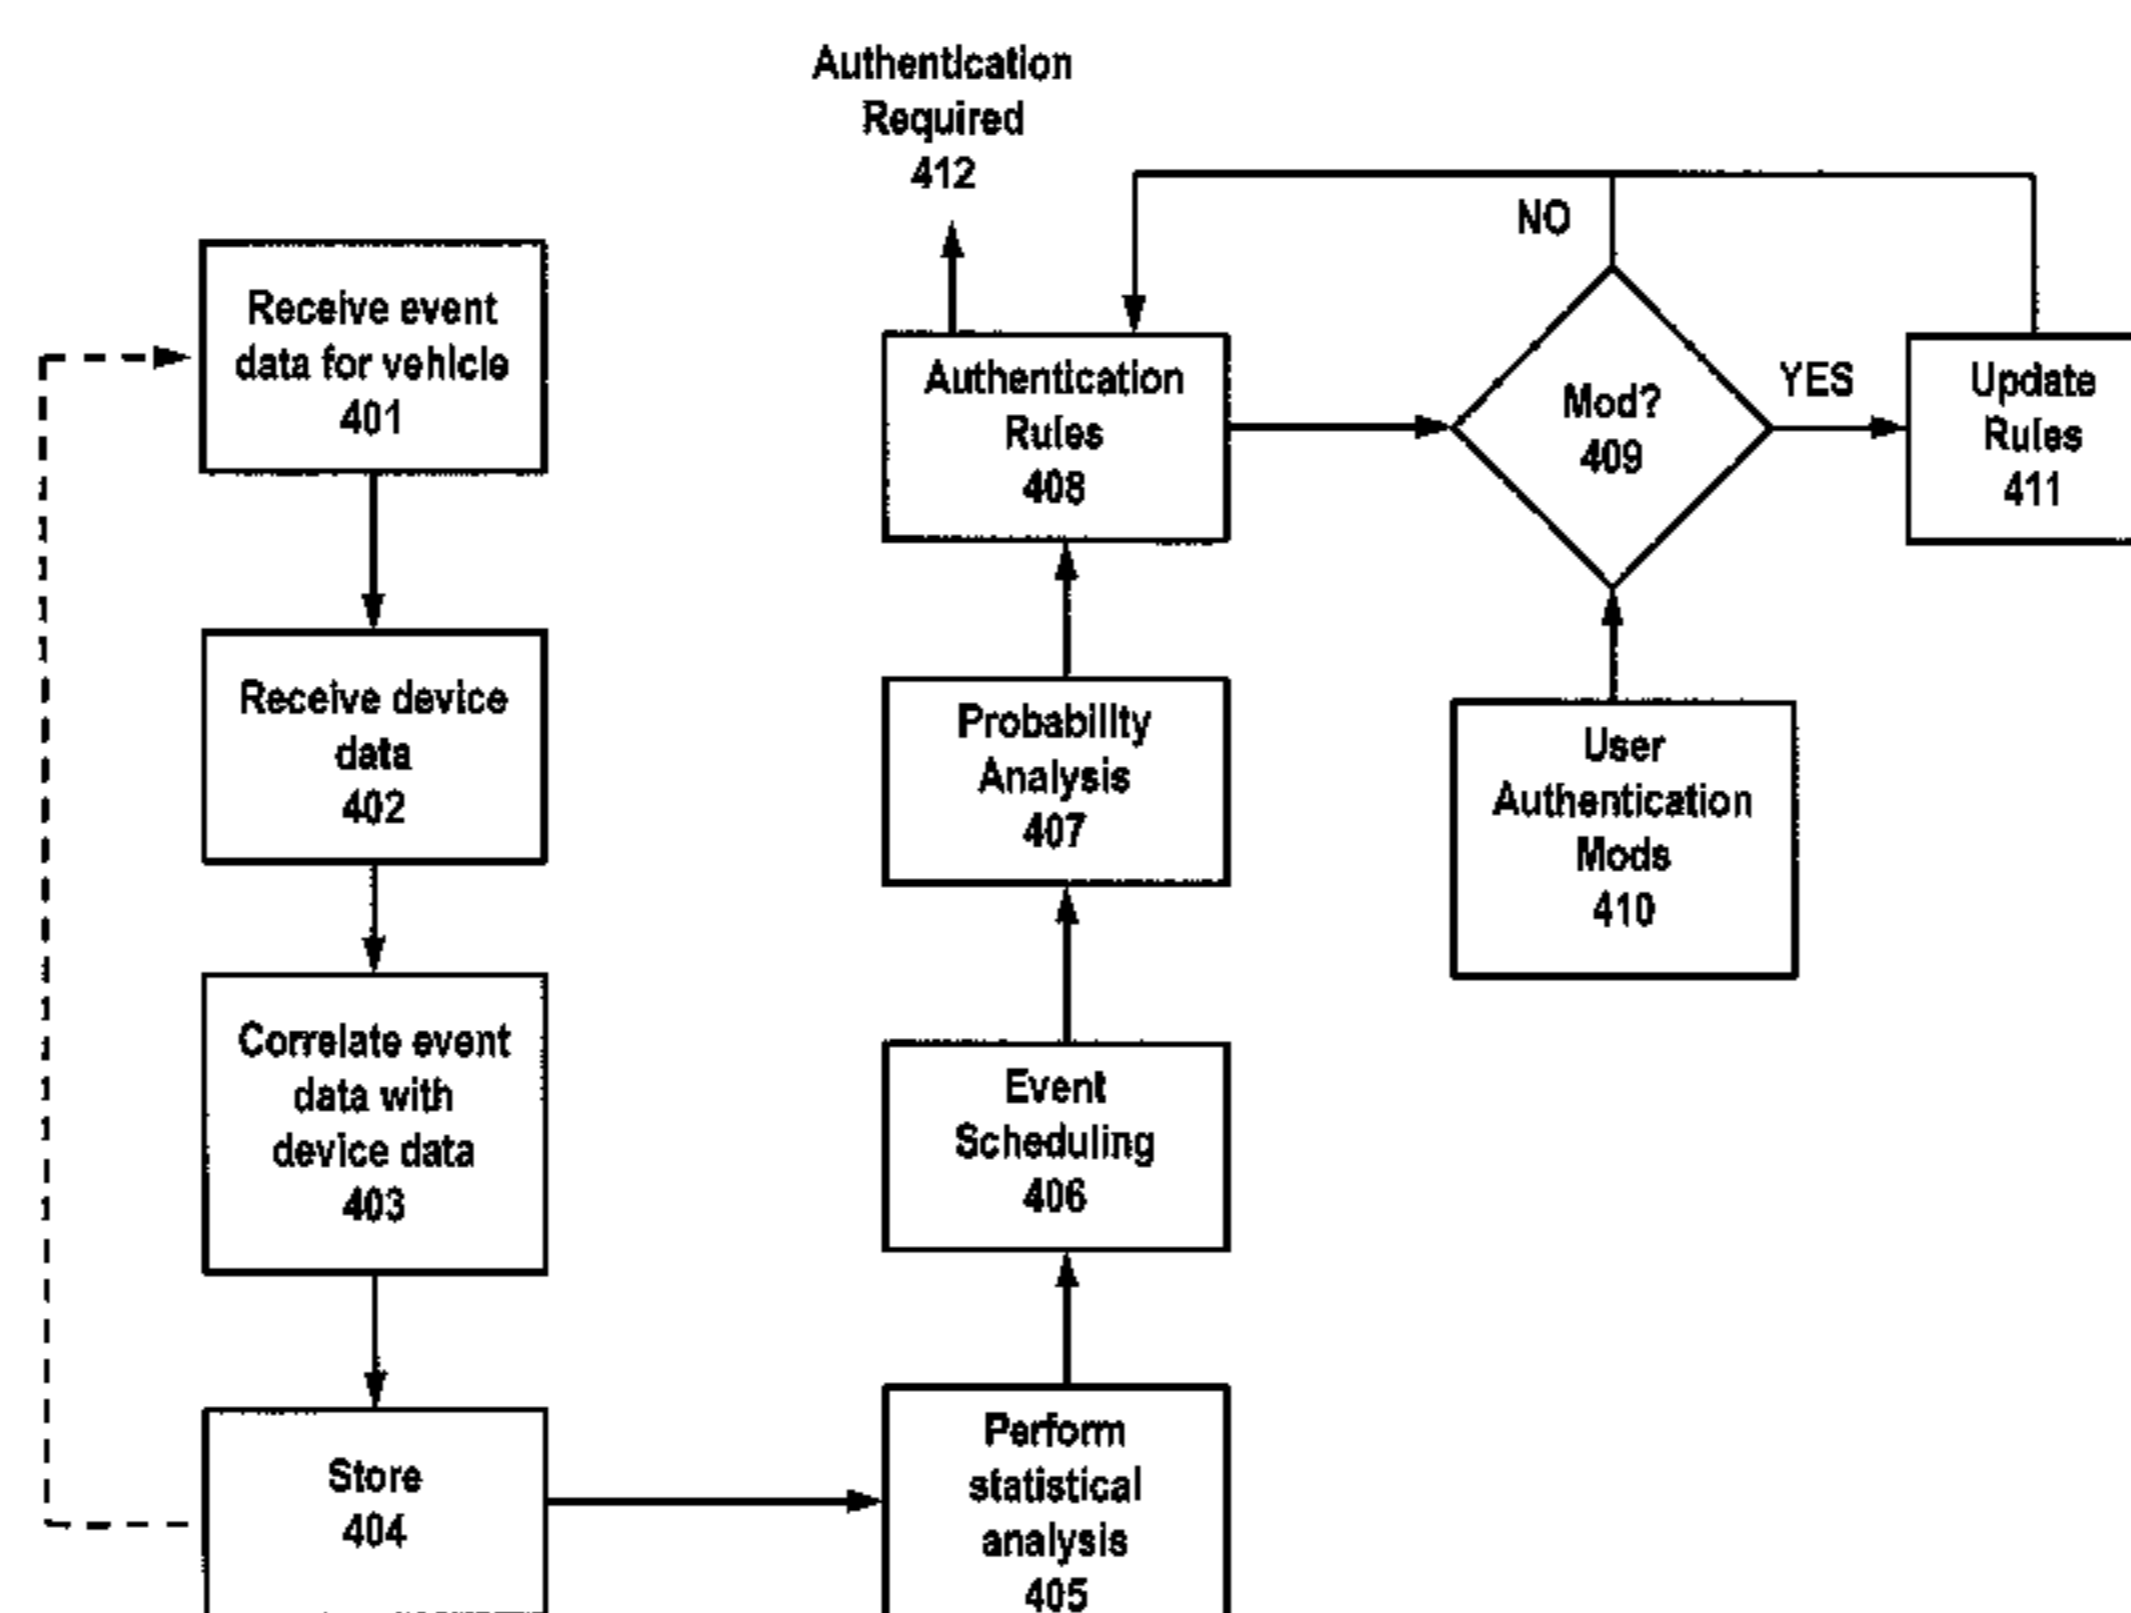 Authentication
Required
412
NO
Receive event
data for vehicle
401
Authentication
Rules
408
Mod?
409
YES
Update
Rules
411
Receive device
data
402
Probability
Analysis
407
User
Authentication
Mods
410
Correlate event
data with
device data
403
Event
Scheduling
406
Store
404
Perform
statistical
analysis
405